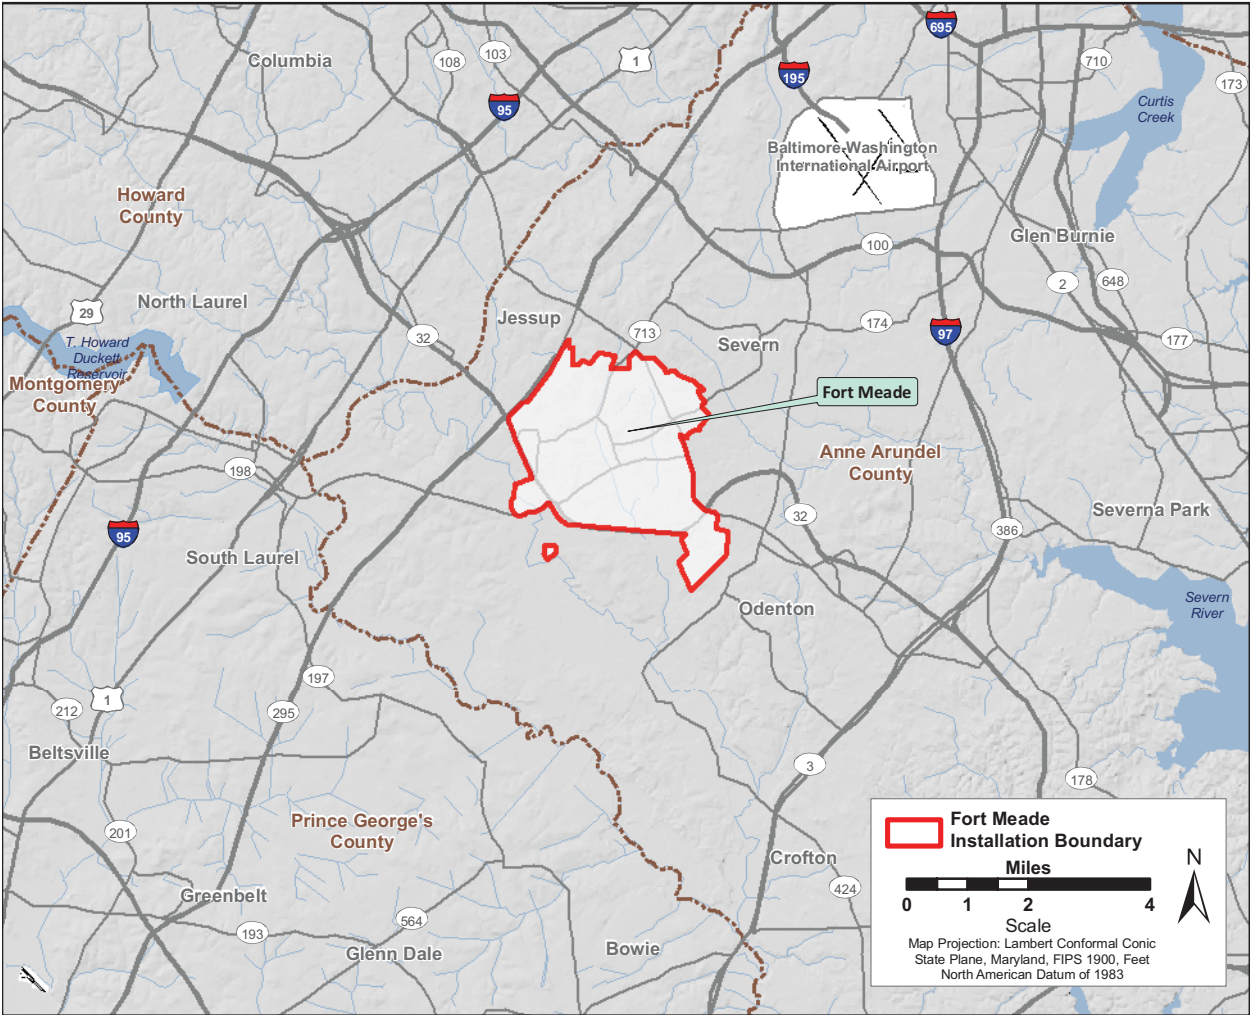 695
Columbia
108
103
1
195
710
173
95
Curtis
Creek
Baltimore-Washington
International Airport
Howard
County
Glen Burnie
100
2
648
29
North Laurel
Jessup
713
174
97
177
T. Howard
Duckett
Reservoir
32
Severn
Montgomery
County
Fort Meade
198
Anne Arundel
County
32
386
Severna Park
95
South Laurel
Odenton
Severn
River
197
212
1
295
Beltsville
3
178
201
Prince George's
County
Crofton
424
Greenbelt
193
564
Glenn Dale
Bowie
Fort Meade
Installation Boundary
Miles
0
1
2
4
Scale
N
Map Projection: Lambert Conformal Conic
State Plane, Maryland, FIPS 1900, Feet
North American Datum of 1983